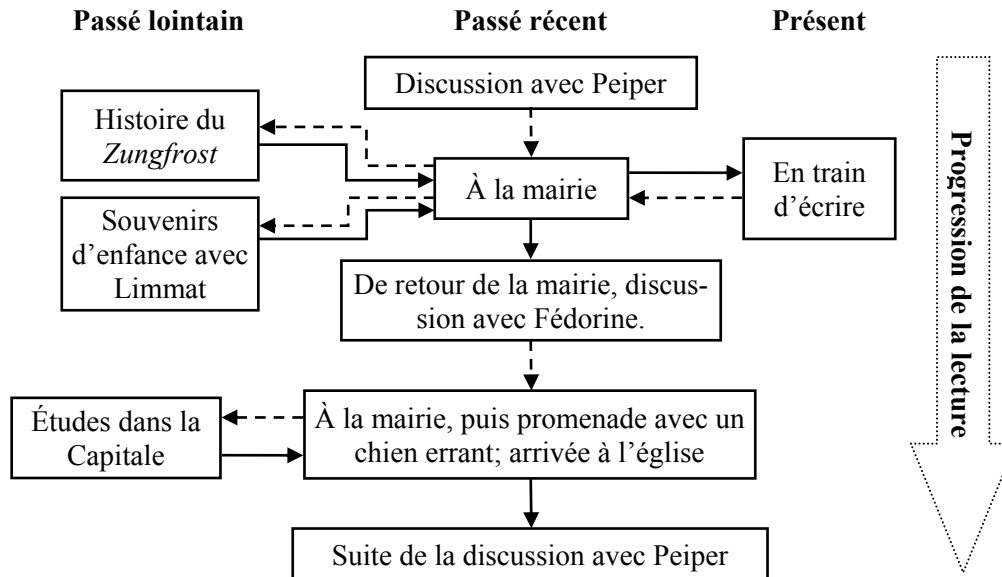 Passé lointain
Passé récent
Présent
Discussion avec Peiper
Histoire du
Zungfrost
À la mairie
En train
d'écrire
Souvenirs
d'enfance avec
Limmat
De retour de la mairie, discus-
sion avec Fédorine.
Études dans la
Capitale
À la mairie, puis promenade avec un
chien errant; arrivée à l'église
Suite de la discussion avec Peiper
Progression de la lecture